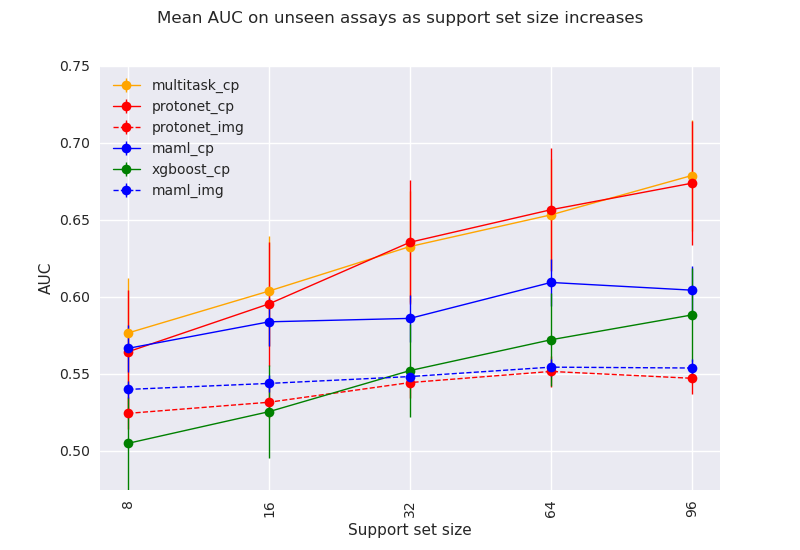 Mean AUC on unseen assays as support set size increases
0.75
0.70
0.65
0.60
0.55
0.50
AUC
multitask_cp
protonet_cp
protonet_img
maml_cp
xgboost_cp
maml_img
8
16
32
64
96
Support set size